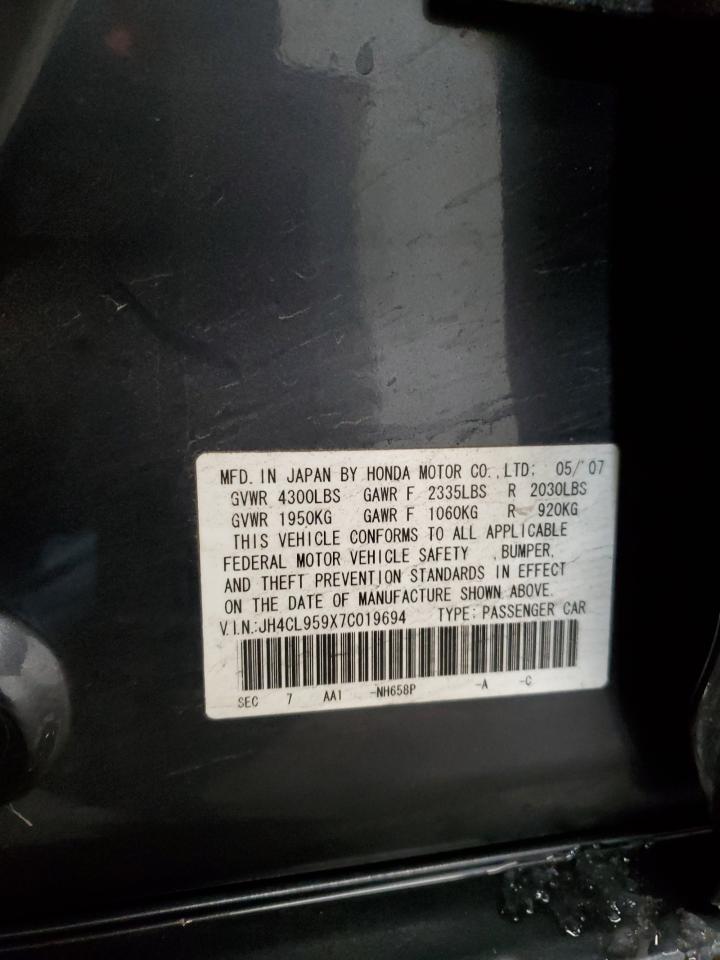 MFD. IN JAPAN BY HONDA MOTOR CO., LTD: 05/'07
GVWR 4300LBS GAWR F 2335LBS R 2030LBS
GVWR 1950KG GAWR F 1060KG R 920KG
THIS VEHICLE CONFORMS TO ALL APPLICABLE
FEDERAL MOTOR VEHICLE SAFETY , BUMPER,
AND THEFT PREVENTION STANDARDS IN EFFECT
ON THE DATE OF MANUFACTURE SHOWN ABOVE.
V.I.N.:JH4CL959X7C019694 TYPE: PASSENGER CAR
SEC 7 AA1 -NH658P -A -C